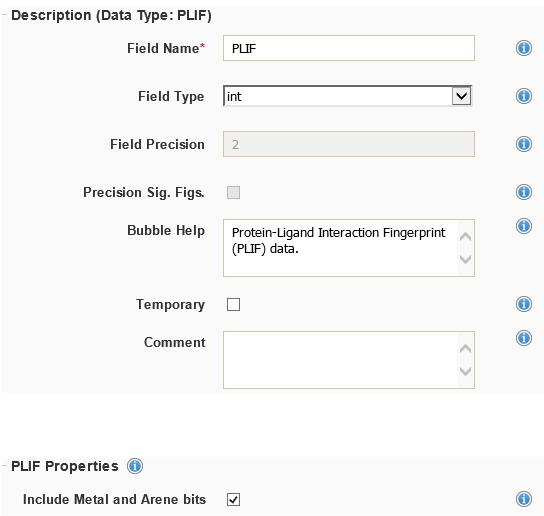 Description (Data Type: PLIF)
Field Name* PLIF
Field Type int
Field Precision 2
Precision Sig. Figs.
Bubble Help Protein-Ligand Interaction Fingerprint
(PLIF) data.
Temporary
Comment
PLIF Properties
Include Metal and Arene bits